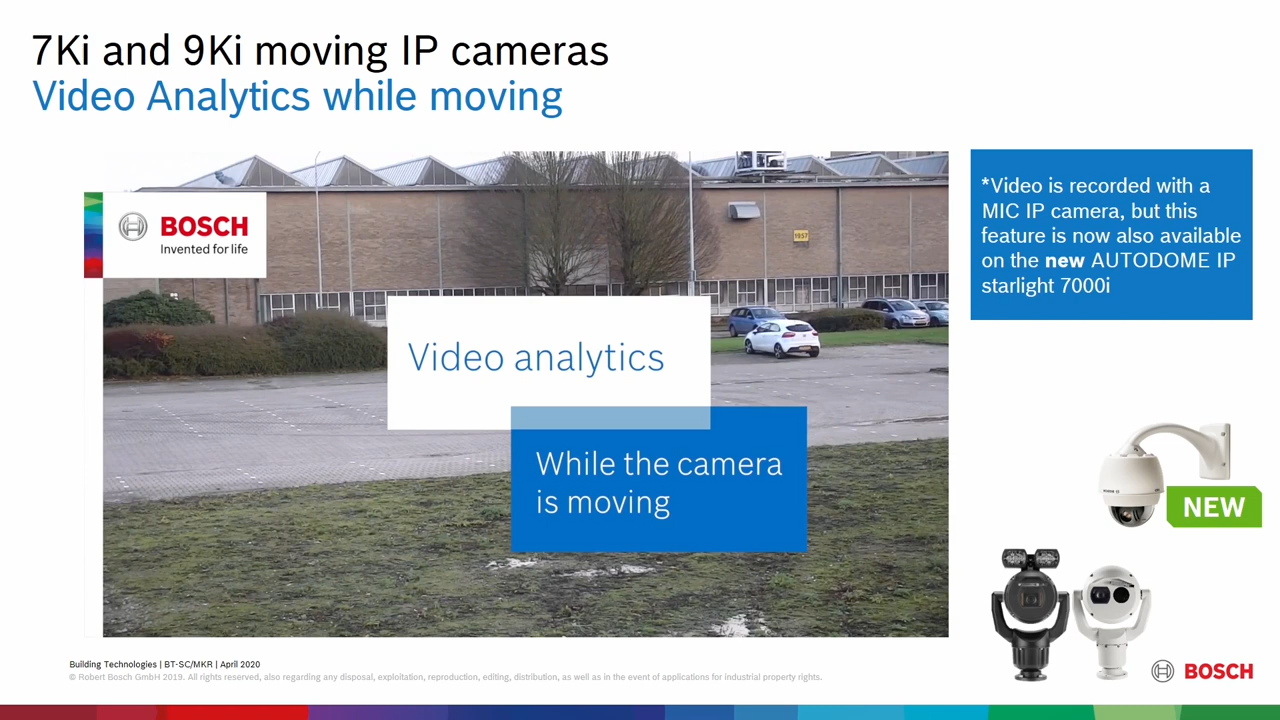 7Ki and 9Ki moving IP cameras
Video Analytics while moving
BOSCH
Invented for life
1957
Video analytics
While the camera
is moving
*Video is recorded with a
MIC IP camera, but this
feature is now also available
on the new AUTODOME IP
starlight 7000i
NEW
Building Technologies | BT-SC/MKR | April 2020
© Robert Bosch GmbH 2019. All rights reserved, also regarding any disposal, exploitation, reproduction, editing, distribution, as well as in the event of applications for industrial property rights.
BOSCH